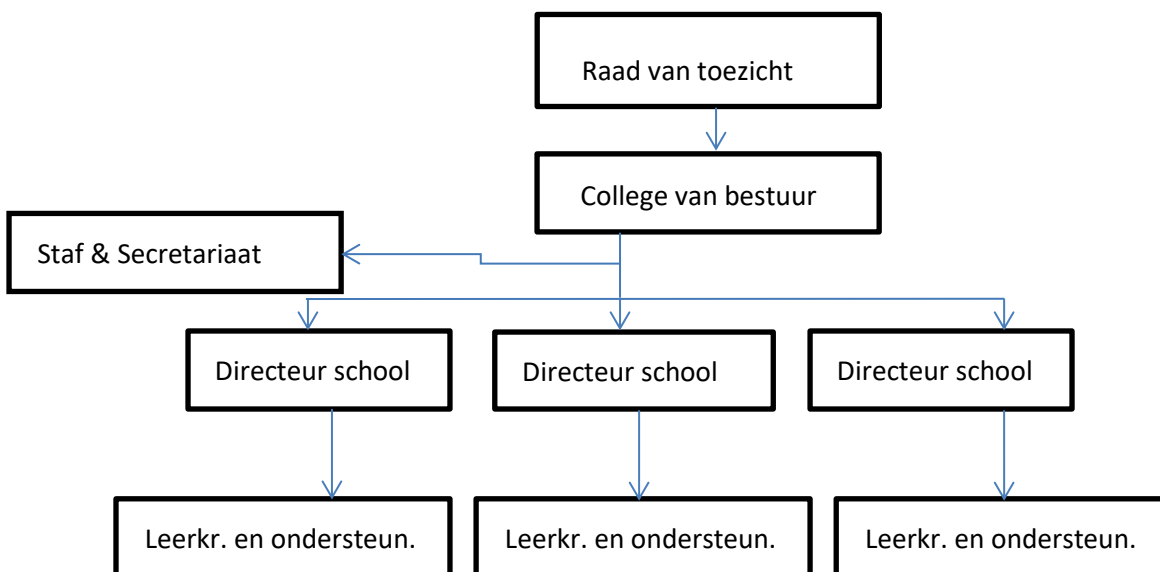 Raad van toezicht
College van bestuur
Staf & Secretariaat
Directeur school
Directeur school
Directeur school
Leerkr. en ondersteun.
Leerkr. en ondersteun.
Leerkr. en ondersteun.